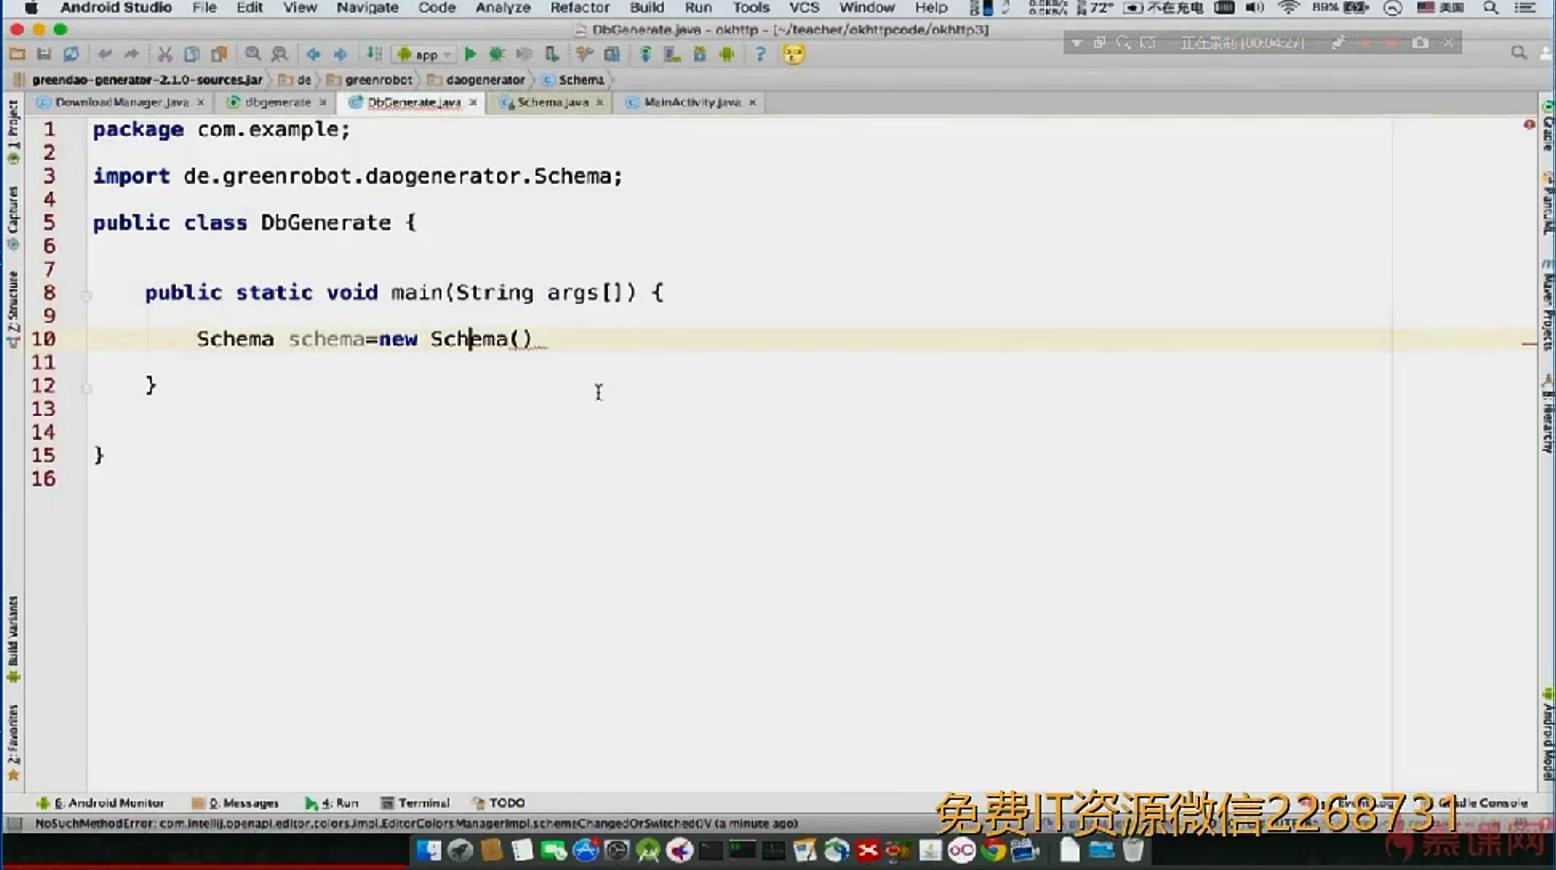 Android Studio File Edit View Navigate Code Analyze Refactor Build Run Tools VCS Window Help 72° 不在充电 89% 美国
DbGenerate.java - okhttp - [~/teacher/okhttpcode/okhttp3]
正在录制 [00:04:27]
app
greendao-generator-2.1.0-sources.jar de greenrobot daogenerator Schema
DownloadManager.java dbgenerate DbGenerate.java Schema.java MainActivity.java
1 package com.example;
2
3 import de.greenrobot.daogenerator.Schema;
4
5 public class DbGenerate {
6
7
8 public static void main(String args[]) {
9
10 Schema schema=new Schema()
11
12 }
13
14
15 }
16
1: Project
Captures
Z: Structure
Build Variants
2: Favorites
Gradle
PlantUML
Maven Projects
Hierarchy
Android Model
6: Android Monitor 0: Messages 4: Run Terminal TODO Event Log Gradle Console
NoSuchMethodError: com.intellij.openapi.editor.colors.impl.EditorColorsManagerImpl.schemeChangedOrSwitched()V (a minute ago)
免费IT资源微信2268731
慕课网